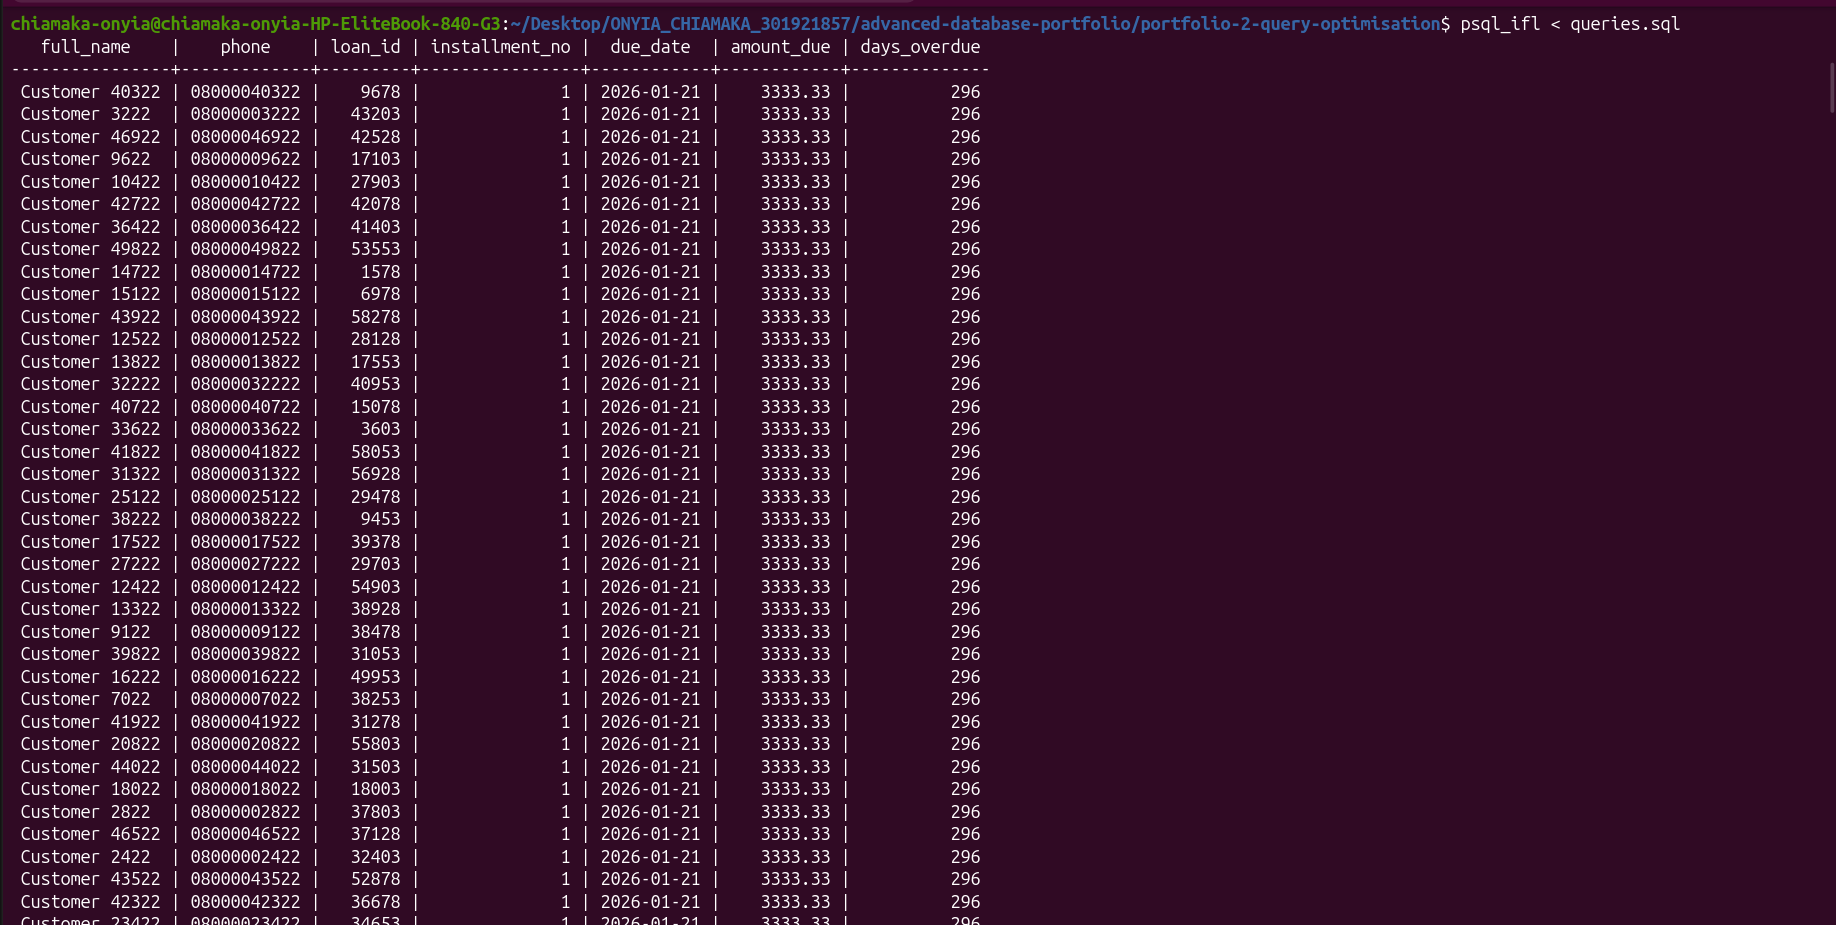 chiamaka-onyia@chiamaka-onyia-HP-EliteBook-840-G3:~/Desktop/ONYIA_CHIAMAKA_301921857/advanced-database-portfolio/portfolio-2-query-optimisation$ psql_ifl < queries.sql
   full_name    |    phone    | loan_id | installment_no |  due_date  | amount_due | days_overdue
----------------+-------------+---------+----------------+------------+------------+--------------
 Customer 40322 | 08000040322 |    9678 |              1 | 2026-01-21 |    3333.33 |          296
 Customer 3222  | 08000003222 |   43203 |              1 | 2026-01-21 |    3333.33 |          296
 Customer 46922 | 08000046922 |   42528 |              1 | 2026-01-21 |    3333.33 |          296
 Customer 9622  | 08000009622 |   17103 |              1 | 2026-01-21 |    3333.33 |          296
 Customer 10422 | 08000010422 |   27903 |              1 | 2026-01-21 |    3333.33 |          296
 Customer 42722 | 08000042722 |   42078 |              1 | 2026-01-21 |    3333.33 |          296
 Customer 36422 | 08000036422 |   41403 |              1 | 2026-01-21 |    3333.33 |          296
 Customer 49822 | 08000049822 |   53553 |              1 | 2026-01-21 |    3333.33 |          296
 Customer 14722 | 08000014722 |    1578 |              1 | 2026-01-21 |    3333.33 |          296
 Customer 15122 | 08000015122 |    6978 |              1 | 2026-01-21 |    3333.33 |          296
 Customer 43922 | 08000043922 |   58278 |              1 | 2026-01-21 |    3333.33 |          296
 Customer 12522 | 08000012522 |   28128 |              1 | 2026-01-21 |    3333.33 |          296
 Customer 13822 | 08000013822 |   17553 |              1 | 2026-01-21 |    3333.33 |          296
 Customer 32222 | 08000032222 |   40953 |              1 | 2026-01-21 |    3333.33 |          296
 Customer 40722 | 08000040722 |   15078 |              1 | 2026-01-21 |    3333.33 |          296
 Customer 33622 | 08000033622 |    3603 |              1 | 2026-01-21 |    3333.33 |          296
 Customer 41822 | 08000041822 |   58053 |              1 | 2026-01-21 |    3333.33 |          296
 Customer 31322 | 08000031322 |   56928 |              1 | 2026-01-21 |    3333.33 |          296
 Customer 25122 | 08000025122 |   29478 |              1 | 2026-01-21 |    3333.33 |          296
 Customer 38222 | 08000038222 |    9453 |              1 | 2026-01-21 |    3333.33 |          296
 Customer 17522 | 08000017522 |   39378 |              1 | 2026-01-21 |    3333.33 |          296
 Customer 27222 | 08000027222 |   29703 |              1 | 2026-01-21 |    3333.33 |          296
 Customer 12422 | 08000012422 |   54903 |              1 | 2026-01-21 |    3333.33 |          296
 Customer 13322 | 08000013322 |   38928 |              1 | 2026-01-21 |    3333.33 |          296
 Customer 9122  | 08000009122 |   38478 |              1 | 2026-01-21 |    3333.33 |          296
 Customer 39822 | 08000039822 |   31053 |              1 | 2026-01-21 |    3333.33 |          296
 Customer 16222 | 08000016222 |   49953 |              1 | 2026-01-21 |    3333.33 |          296
 Customer 7022  | 08000007022 |   38253 |              1 | 2026-01-21 |    3333.33 |          296
 Customer 41922 | 08000041922 |   31278 |              1 | 2026-01-21 |    3333.33 |          296
 Customer 20822 | 08000020822 |   55803 |              1 | 2026-01-21 |    3333.33 |          296
 Customer 44022 | 08000044022 |   31503 |              1 | 2026-01-21 |    3333.33 |          296
 Customer 18022 | 08000018022 |   18003 |              1 | 2026-01-21 |    3333.33 |          296
 Customer 2822  | 08000002822 |   37803 |              1 | 2026-01-21 |    3333.33 |          296
 Customer 46522 | 08000046522 |   37128 |              1 | 2026-01-21 |    3333.33 |          296
 Customer 2422  | 08000002422 |   32403 |              1 | 2026-01-21 |    3333.33 |          296
 Customer 43522 | 08000043522 |   52878 |              1 | 2026-01-21 |    3333.33 |          296
 Customer 42322 | 08000042322 |   36678 |              1 | 2026-01-21 |    3333.33 |          296
 Customer 23422 | 08000023422 |   34653 |              1 | 2026-01-21 |    3333.33 |          296